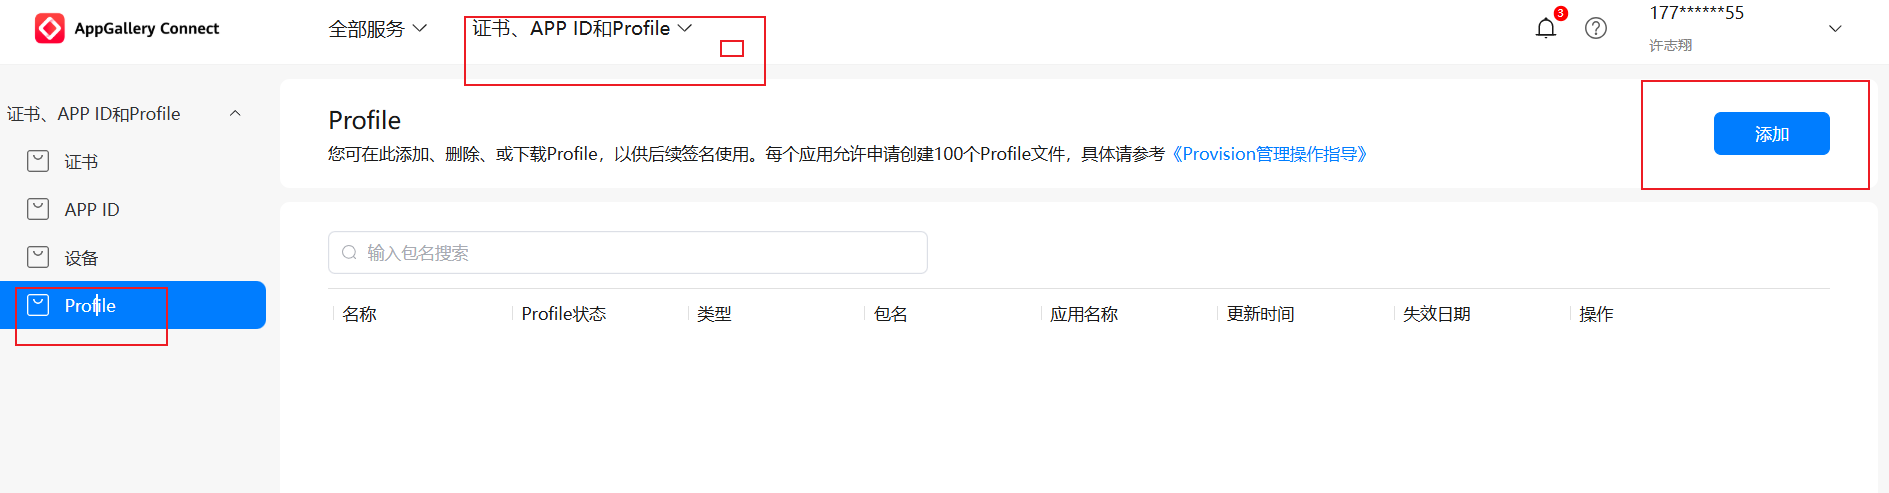 AppGallery Connect
全部服务
证书、APP ID和Profile
3
177******55
许志翔
证书、APP ID和Profile
证书
APP ID
设备
Profile
Profile
您可在此添加、删除、或下载Profile，以供后续签名使用。每个应用允许申请创建100个Profile文件，具体请参考《Provision管理操作指导》
添加
输入包名搜索
名称 Profile状态 类型 包名 应用名称 更新时间 失效日期 操作